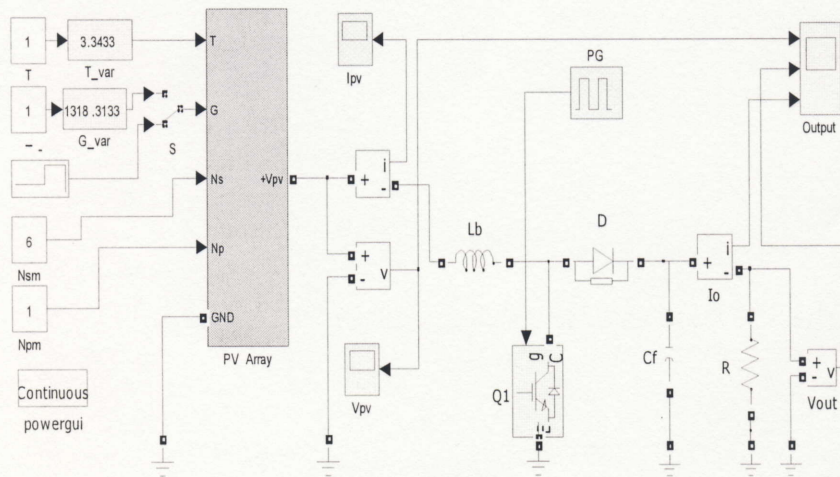 1
T
3.3433
T_var
1
1318 .3133
G_var
S
6
Nsm
1
Npm
Continuous
powergui
T
G
Ns
Np
GND
+Vpv
PV Array
Ipv
+
i
-
+
-
v
Vpv
Lb
PG
D
g
C
Q1
Cf
+
i
-
Io
R
+
-
v
Vout
Output